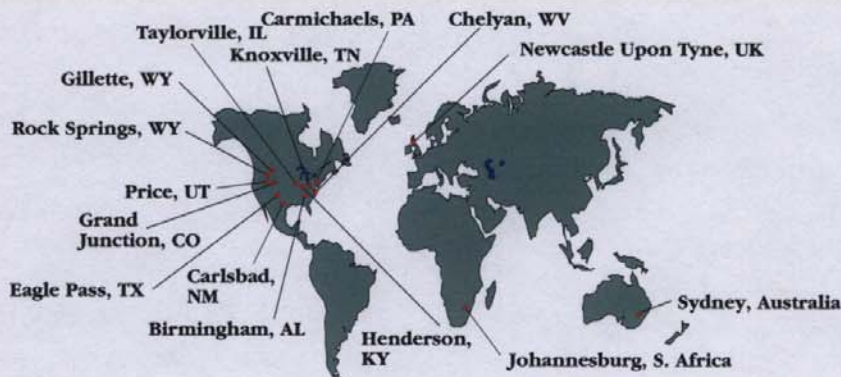 Carmichaels, PA
Chelyan, WV
Taylorville, IL
Knoxville, TN
Newcastle Upon Tyne, UK
Gillette, WY
Rock Springs, WY
Price, UT
Grand
Junction, CO
Eagle Pass, TX
Carlsbad,
NM
Birmingham, AL
Henderson,
KY
Sydney, Australia
Johannesburg, S. Africa